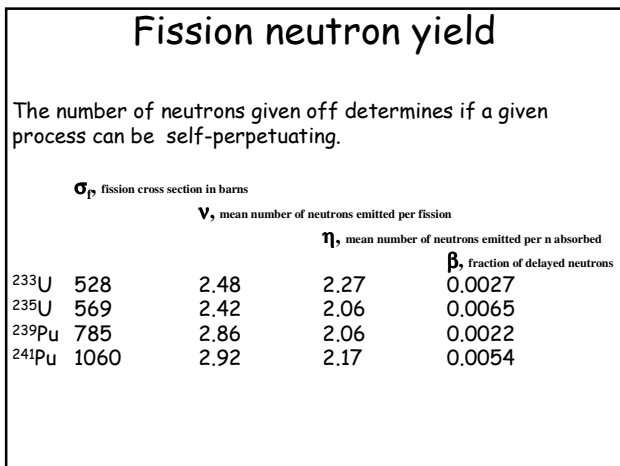 Fission neutron yield
The number of neutrons given off determines if a given
process can be self-perpetuating.
σf, fission cross section in barns
ν, mean number of neutrons emitted per fission
η, mean number of neutrons emitted per n absorbed
β, fraction of delayed neutrons
²³³U 528 2.48 2.27 0.0027
²³⁵U 569 2.42 2.06 0.0065
²³⁹Pu 785 2.86 2.06 0.0022
²⁴¹Pu 1060 2.92 2.17 0.0054